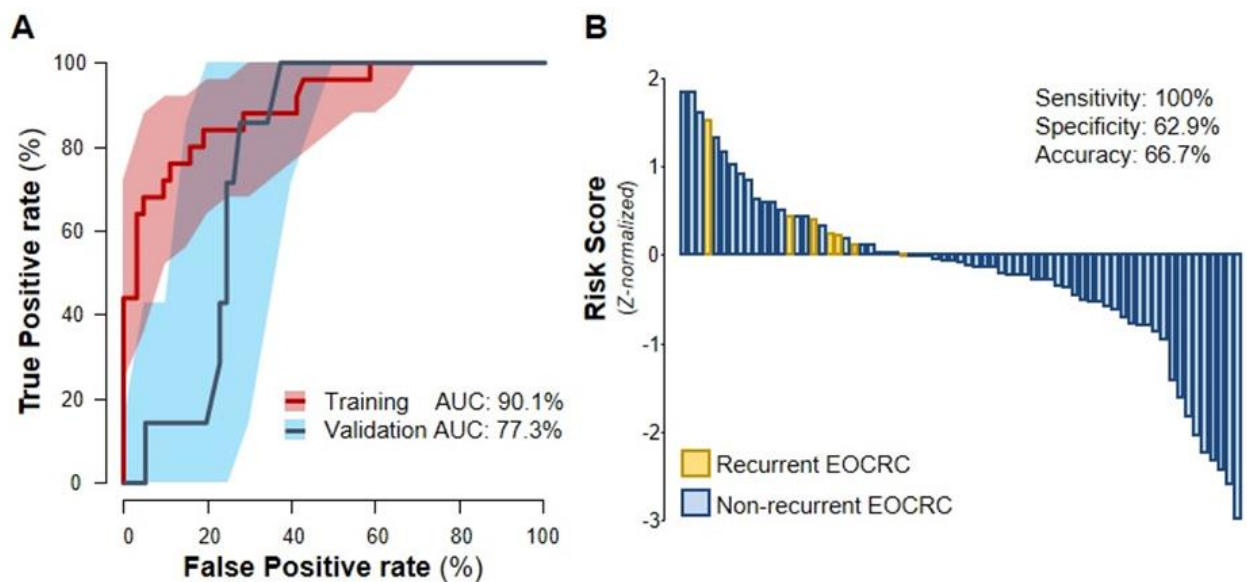 A
True Positive rate (%)
100
80
60
40
20
0
Training AUC: 90.1%
Validation AUC: 77.3%
0 20 40 60 80 100
False Positive rate (%)
B
Risk Score
(Z-normalized)
2
1
0
-1
-2
-3
Sensitivity: 100%
Specificity: 62.9%
Accuracy: 66.7%
Recurrent EOCRC
Non-recurrent EOCRC